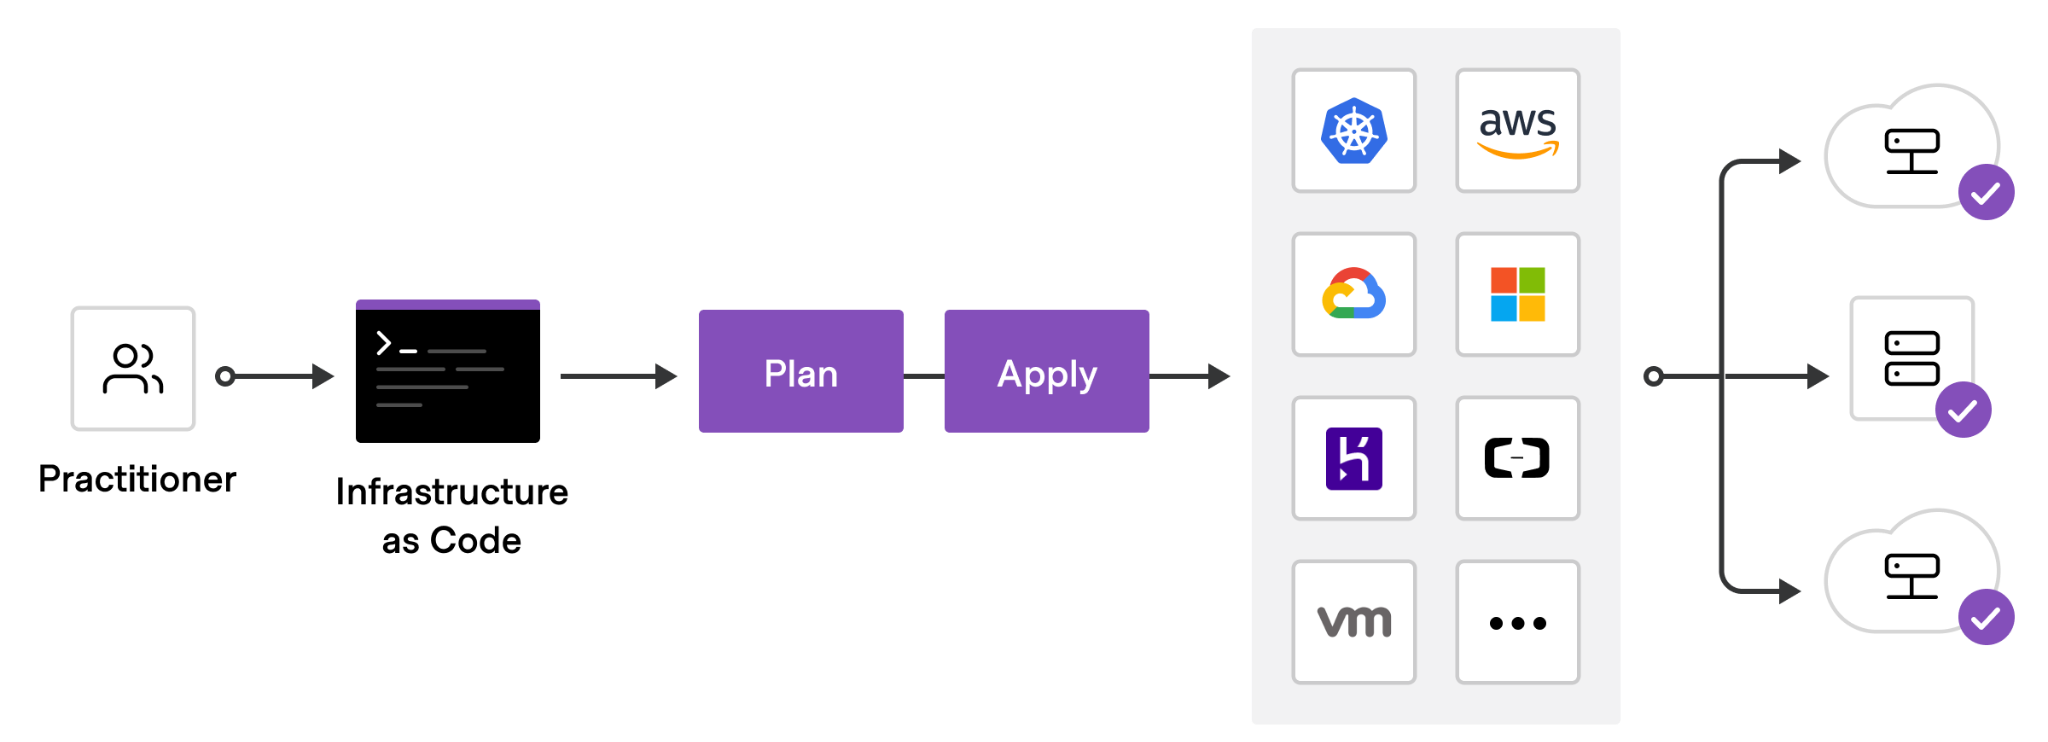 Practitioner
Infrastructure
as Code
Plan
Apply
aws
vm